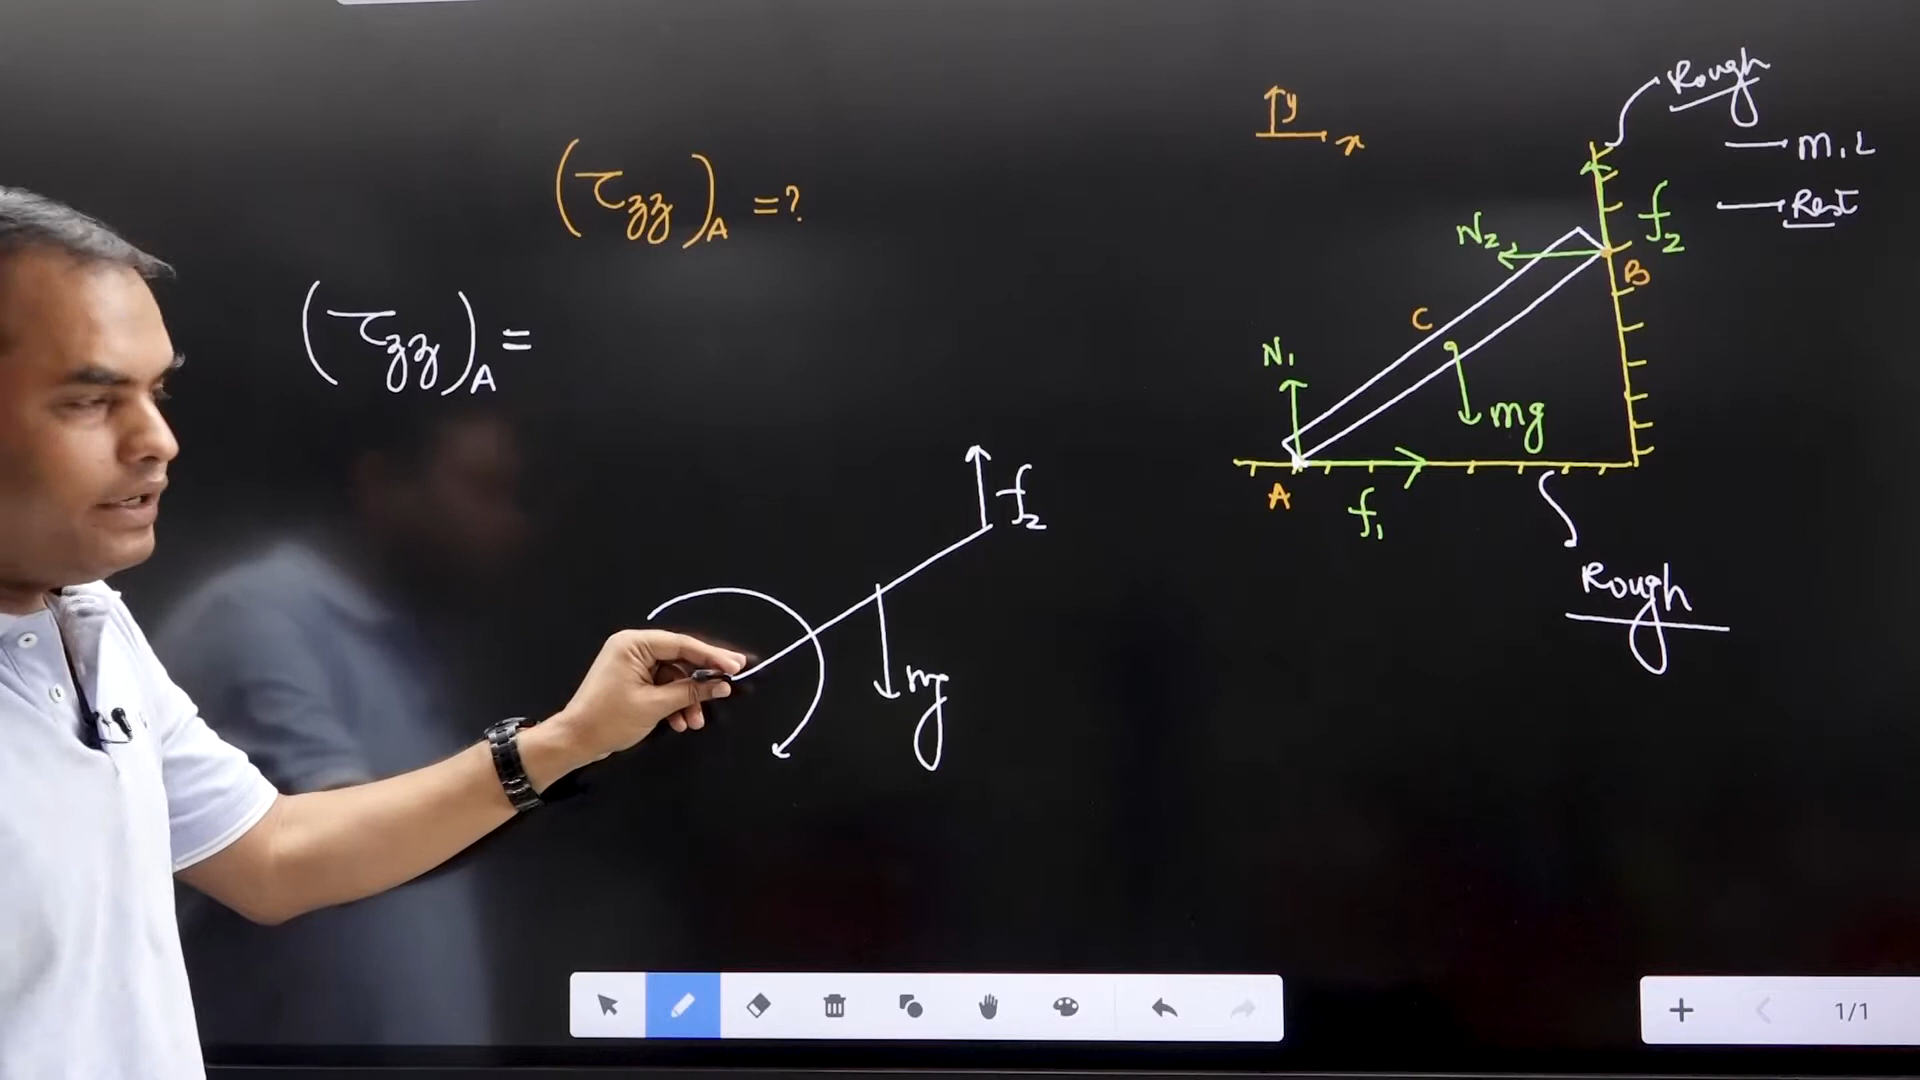 (τzz)A = ?
(τzz)A =
f2
mg
y
x
Rough
m, L
Rest
f2
N2
B
C
N1
mg
A
f1
Rough
1/1